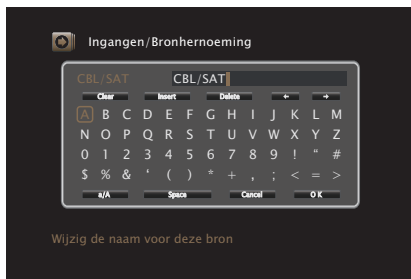 Ingangen/Bronhernoeming
CBL/SAT CBL/SAT
Clear Insert Delete ← →
A B C D E F G H I J K L M
N O P Q R S T U V W X Y Z
0 1 2 3 4 5 6 7 8 9 ! “ #
$ % & ‘ ( ) * + , ; < = >
a/A Space Cancel OK
Wijzig de naam voor deze bron